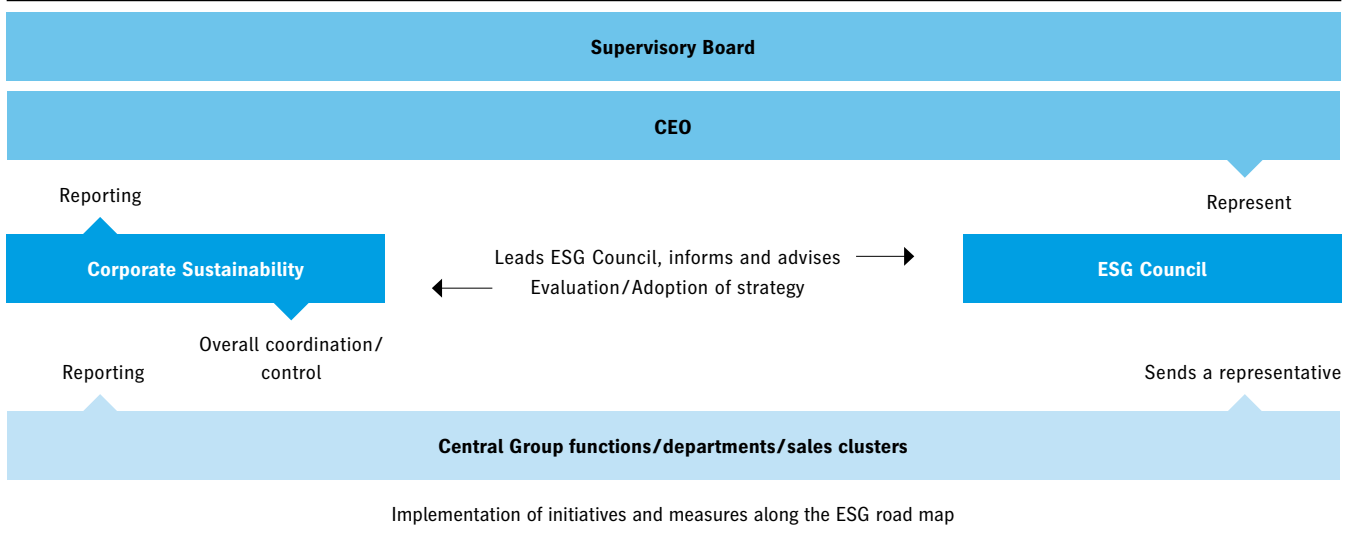 Supervisory Board
CEO
Reporting
Represent
Corporate Sustainability
Leads ESG Council, informs and advises
Evaluation/Adoption of strategy
ESG Council
Overall coordination/
control
Reporting
Sends a representative
Central Group functions/departments/sales clusters
Implementation of initiatives and measures along the ESG road map